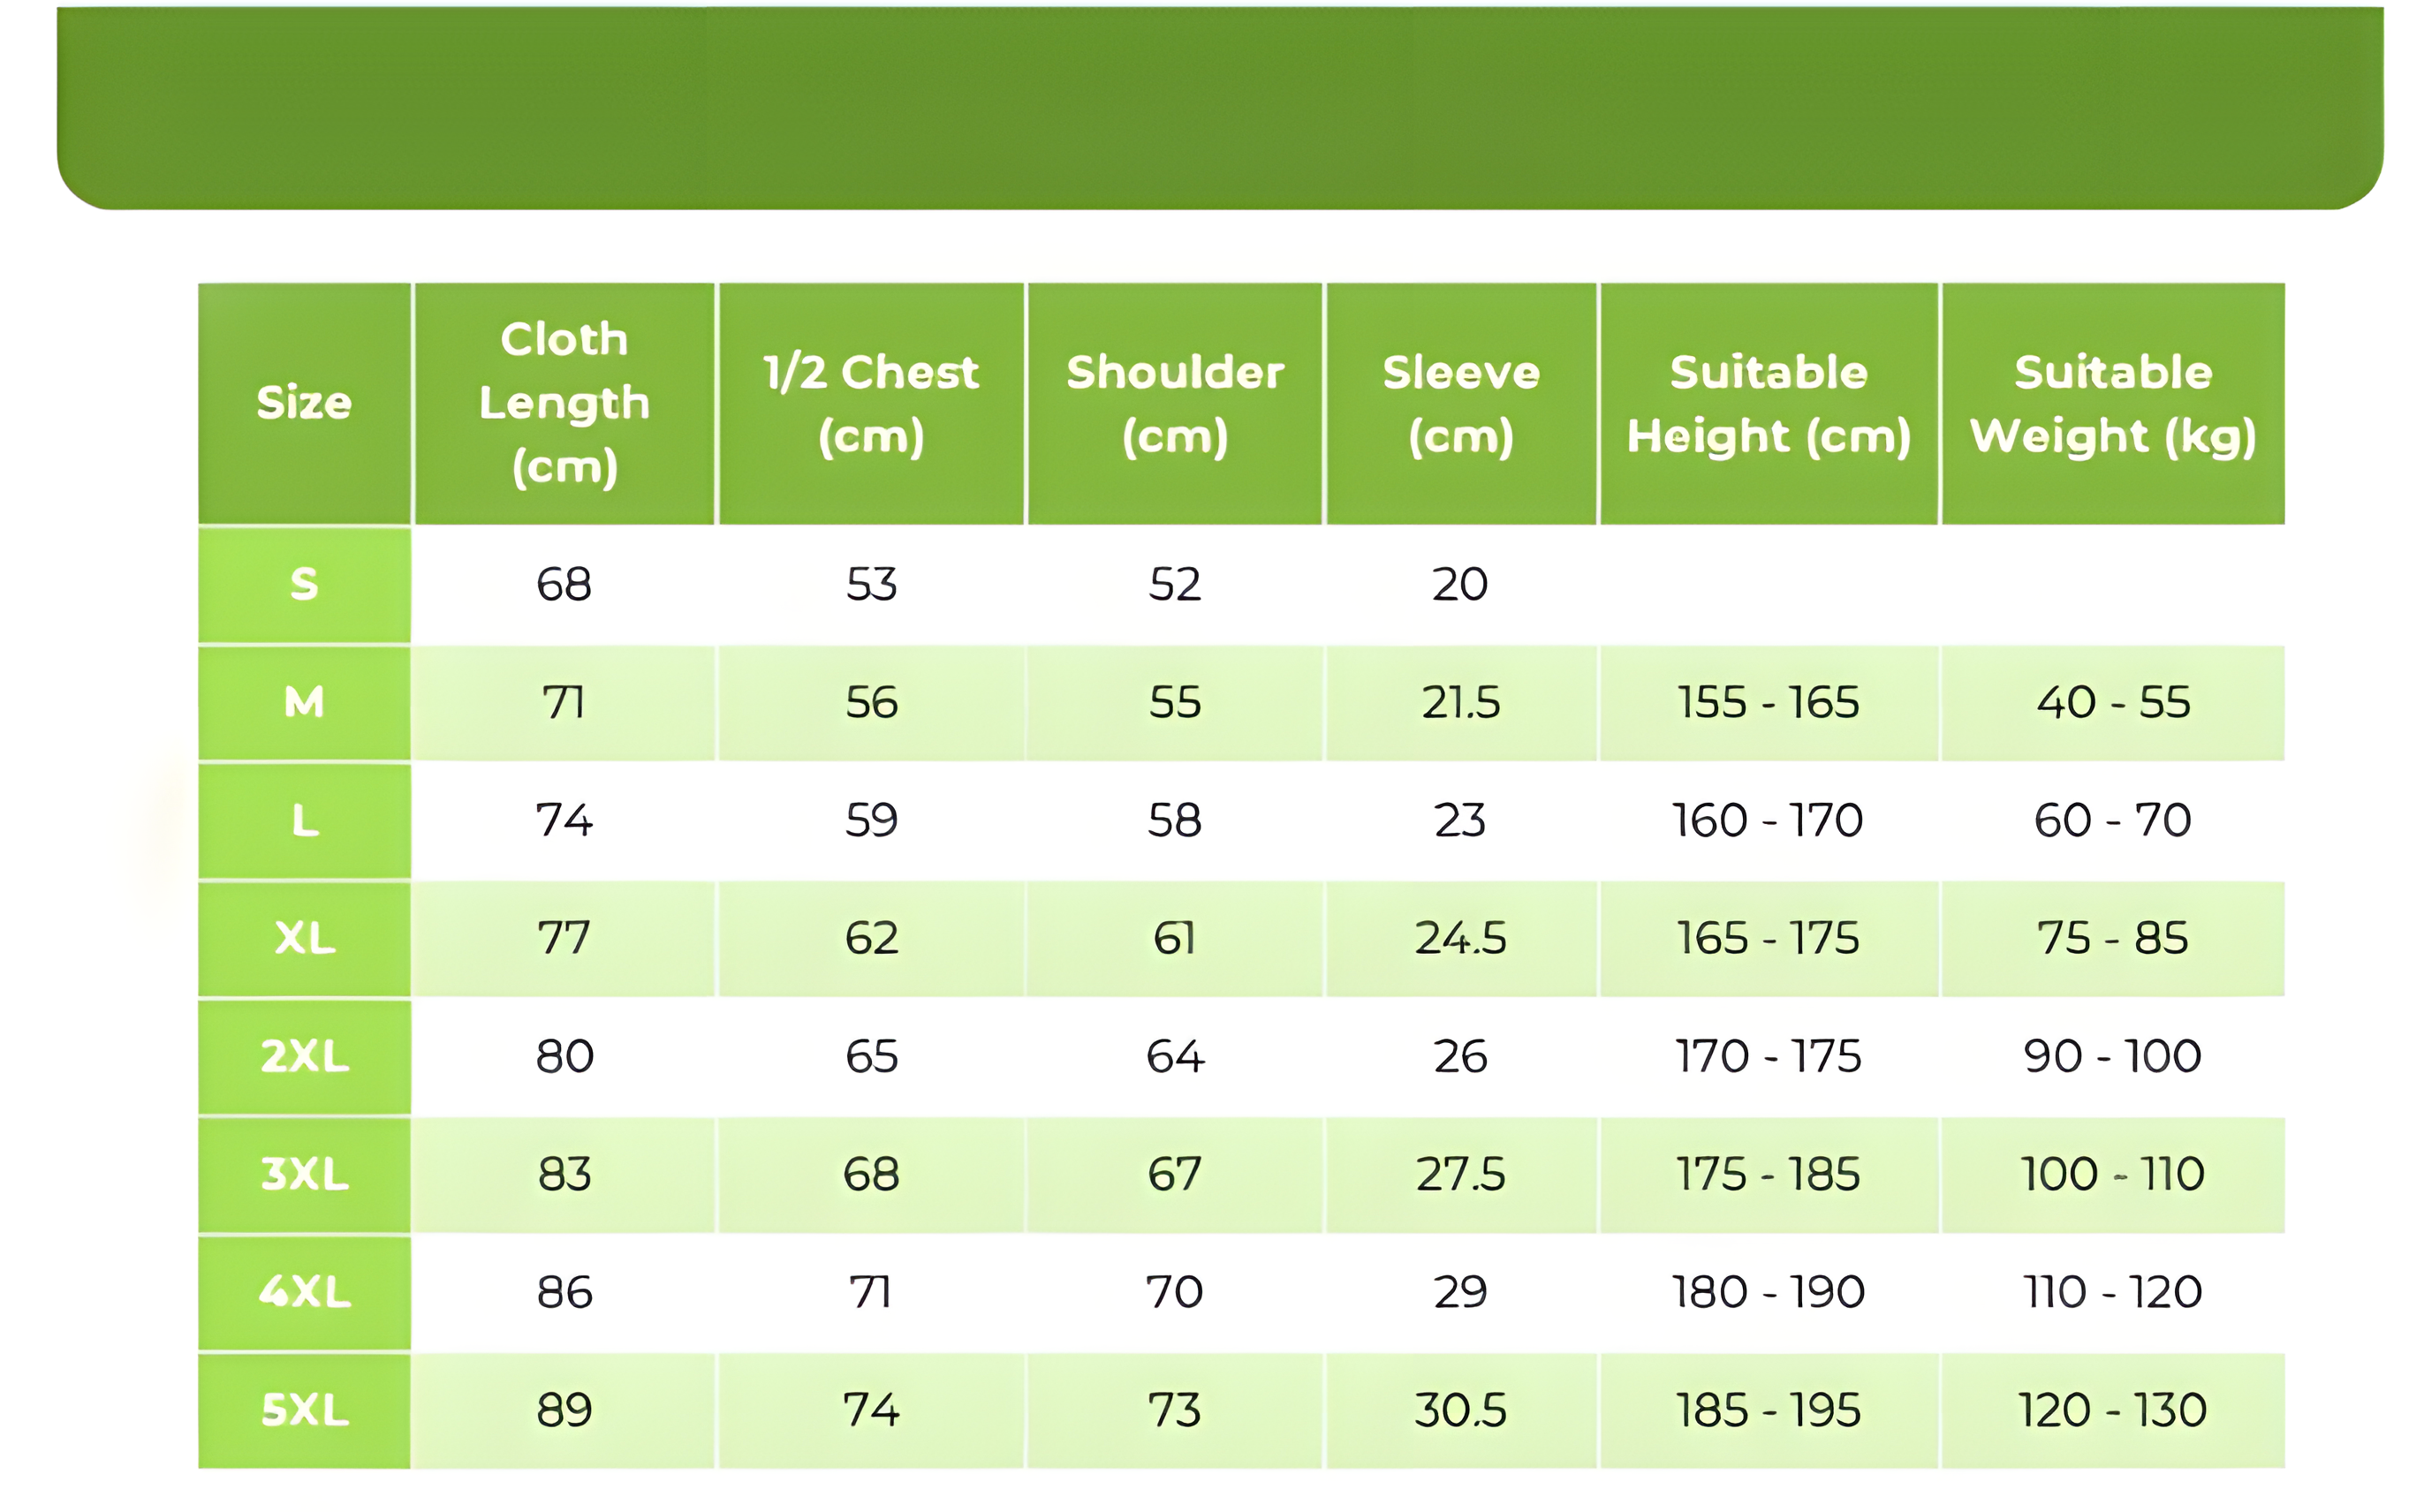 Size Cloth Length (cm) 1/2 Chest (cm) Shoulder (cm) Sleeve (cm) Suitable Height (cm) Suitable Weight (kg)
S 68 53 52 20
M 71 56 55 21.5 155 - 165 40 - 55
L 74 59 58 23 160 - 170 60 - 70
XL 77 62 61 24.5 165 - 175 75 - 85
2XL 80 65 64 26 170 - 175 90 - 100
3XL 83 68 67 27.5 175 - 185 100 - 110
4XL 86 71 70 29 180 - 190 110 - 120
5XL 89 74 73 30.5 185 - 195 120 - 130